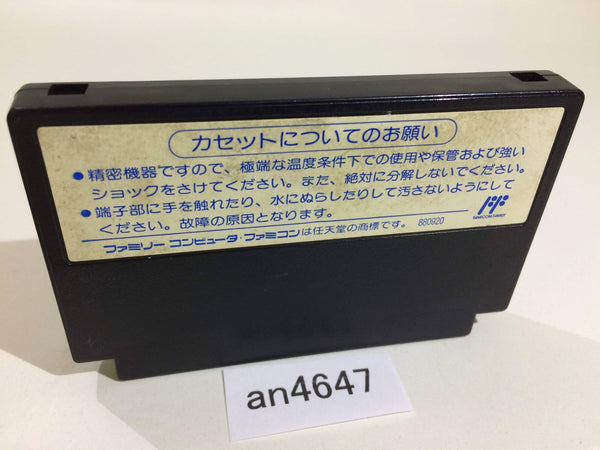 カセットについてのお願い
●精密機器ですので、極端な温度条件下での使用や保管および強い
ショックをさけてください。また、絶対に分解しないでください。
●端子部に手を触れたり、水にぬらしたりして汚さないようにして
ください。故障の原因となります。
ファミリー コンピュータ・ファミコンは任天堂の商標です。 880920
an4647